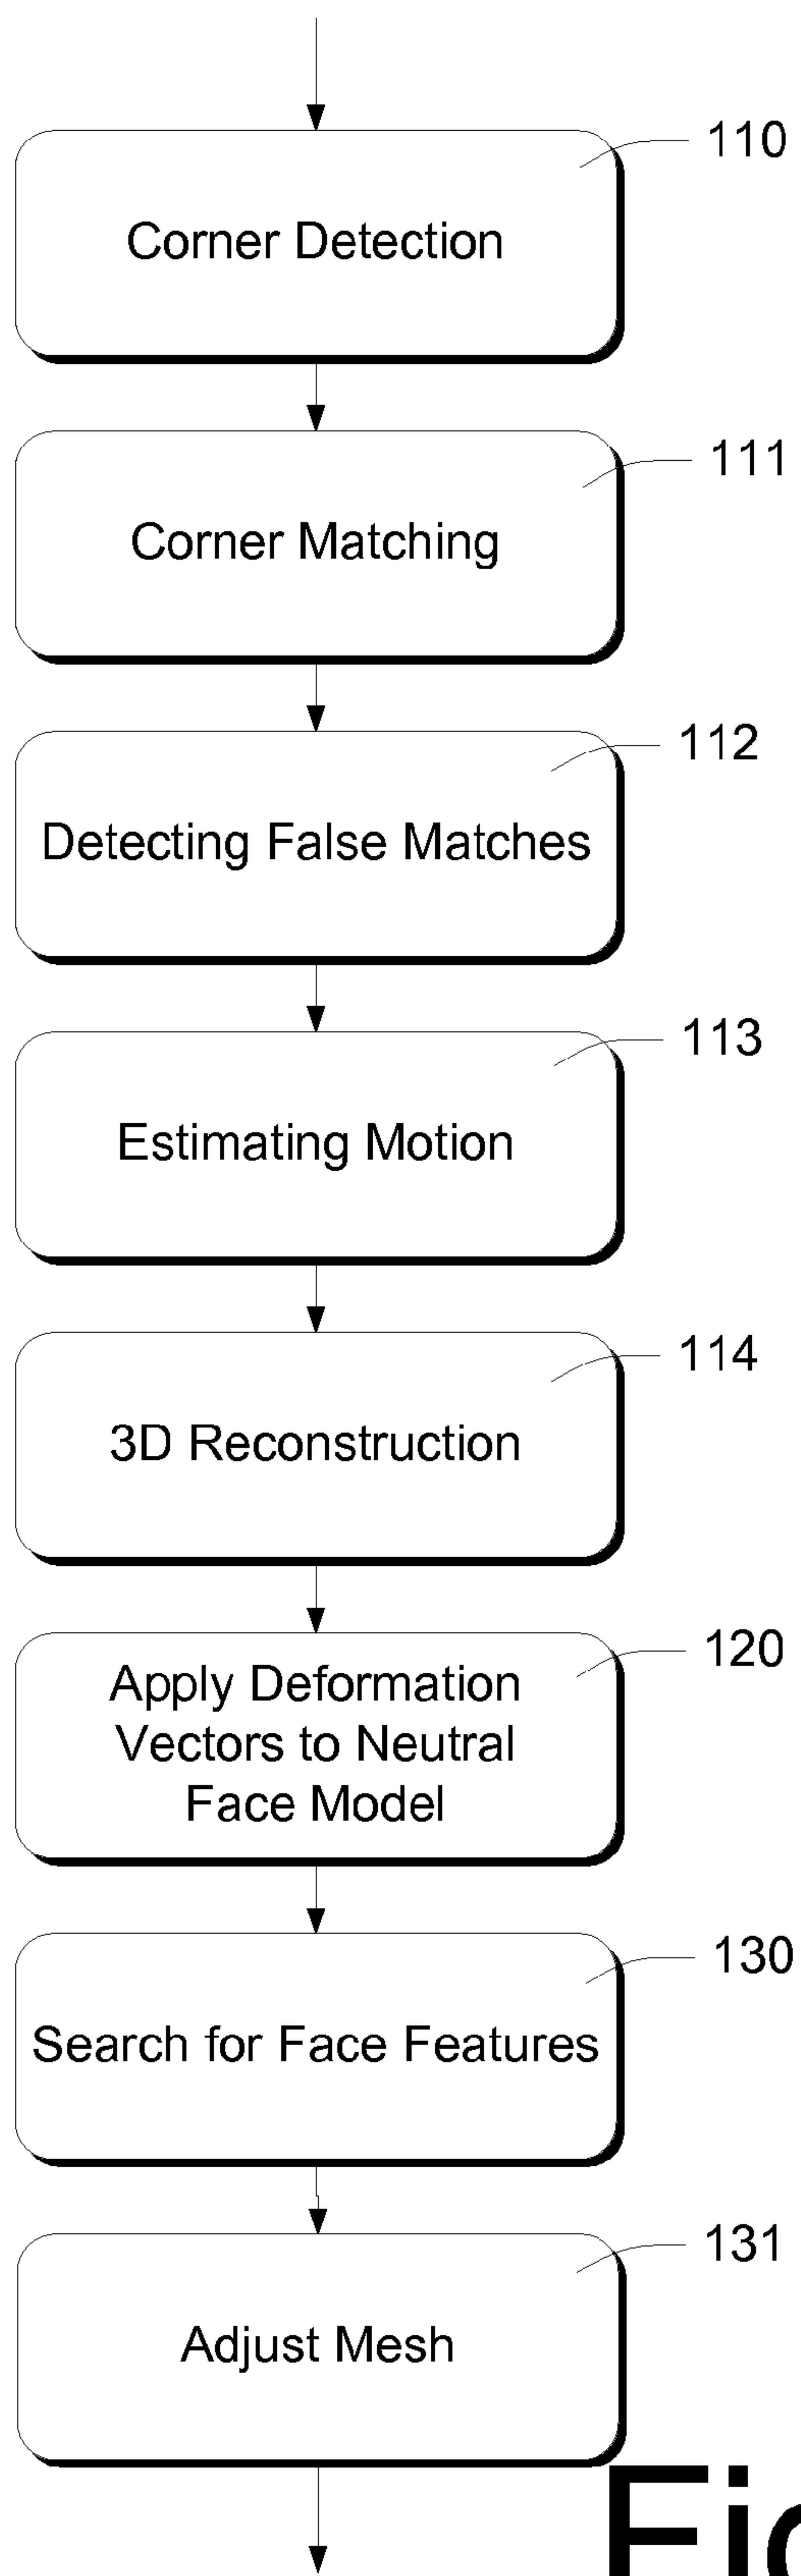 110
Corner Detection
111
Corner Matching
112
Detecting False Matches
113
Estimating Motion
114
3D Reconstruction
120
Apply Deformation
Vectors to Neutral
Face Model
130
Search for Face Features
131
Adjust Mesh